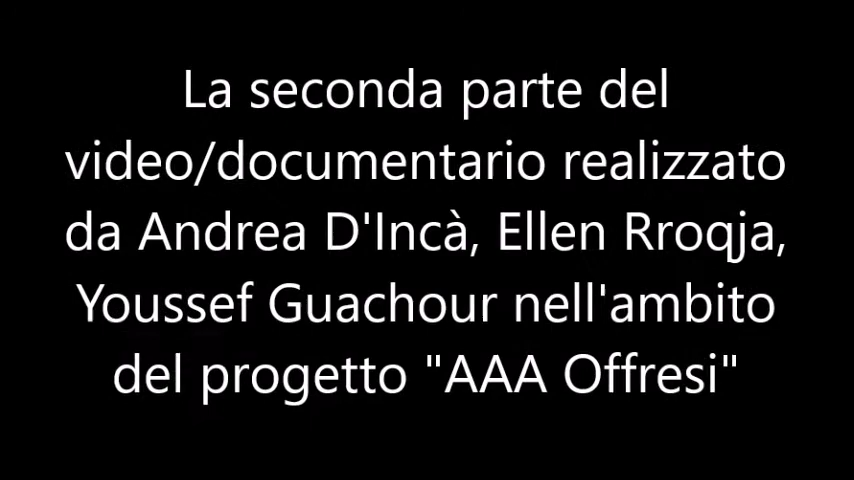 La seconda parte del
video/documentario realizzato
da Andrea D'Incà, Ellen Rroqja,
Youssef Guachour nell'ambito
del progetto "AAA Offresi"